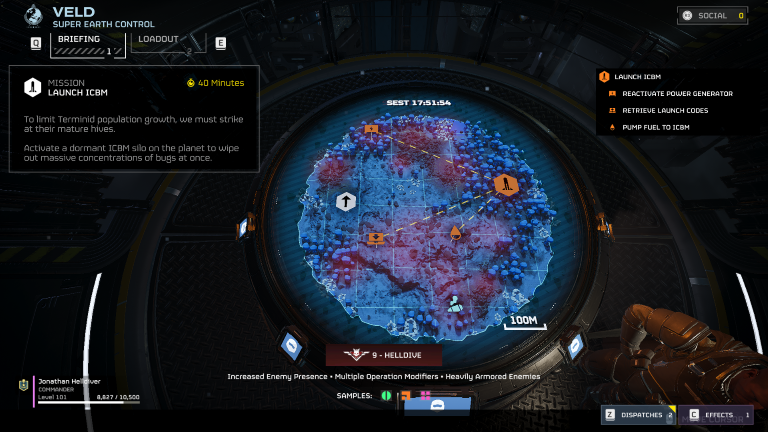 VELD
SUPER EARTH CONTROL
Q
BRIEFING
1
LOADOUT
2
E
SOCIAL 0
MISSION
LAUNCH ICBM
40 Minutes
To limit Terminid population growth, we must strike
at their mature hives.
Activate a dormant ICBM silo on the planet to wipe
out massive concentrations of bugs at once.
SEST 17:51:54
LAUNCH ICBM
REACTIVATE POWER GENERATOR
RETRIEVE LAUNCH CODES
PUMP FUEL TO ICBM
100M
9 - HELLDIVE
Increased Enemy Presence • Multiple Operation Modifiers • Heavily Armored Enemies
SAMPLES:
Jonathan Helldiver
COMMANDER
Level 101 8,827 / 10,500
Z DISPATCHES 2
C EFFECTS 1
CURSOR